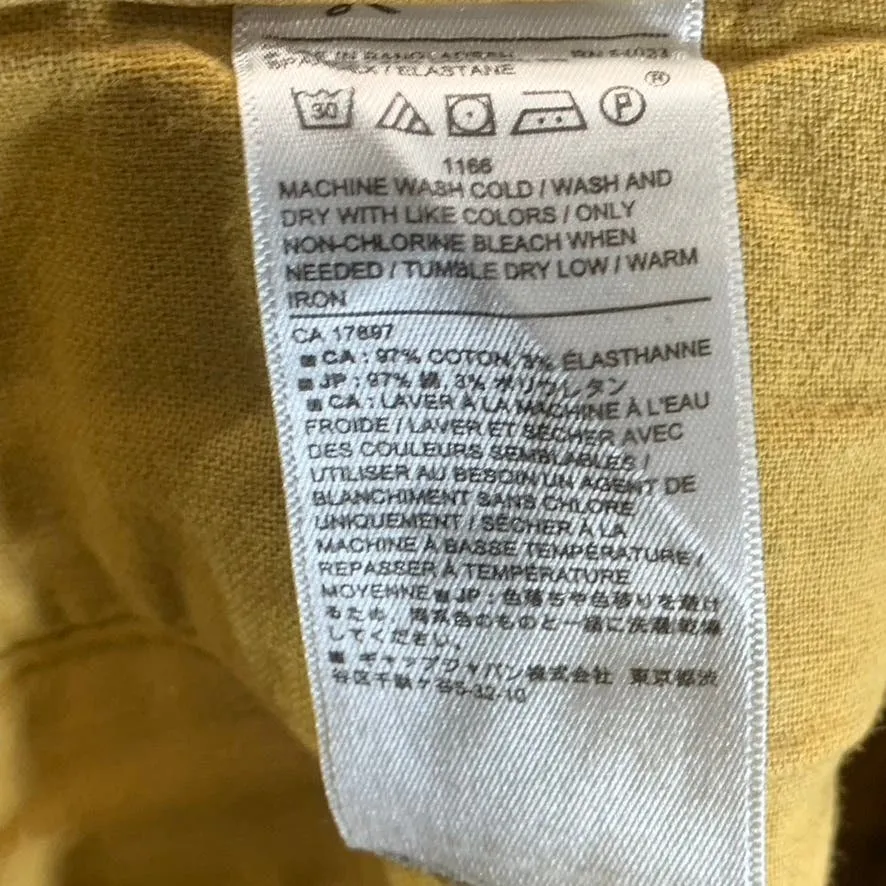 RN 54023
SPANDEX/ELASTANE
30 P ®
1166
MACHINE WASH COLD / WASH AND
DRY WITH LIKE COLORS / ONLY
NON-CHLORINE BLEACH WHEN
NEEDED / TUMBLE DRY LOW / WARM
IRON
CA 17897
■ CA : 97% COTON, 3% ÉLASTHANNE
■ JP : 97% 綿, 3% ポリウレタン
■ CA : LAVER À LA MACHINE À L'EAU
FROIDE / LAVER ET SÉCHER AVEC
DES COULEURS SEMBLABLES /
UTILISER AU BESOIN UN AGENT DE
BLANCHIMENT SANS CHLORE
UNIQUEMENT / SÉCHER À LA
MACHINE À BASSE TEMPÉRATURE /
REPASSER À TEMPÉRATURE
MOYENNE ■ JP : 色落ちや色移りを避け
るため、同系色のものと一緒に洗濯乾燥
してください。
■ ギャップジャパン株式会社 東京都渋
谷区千駄ケ谷5-32-10